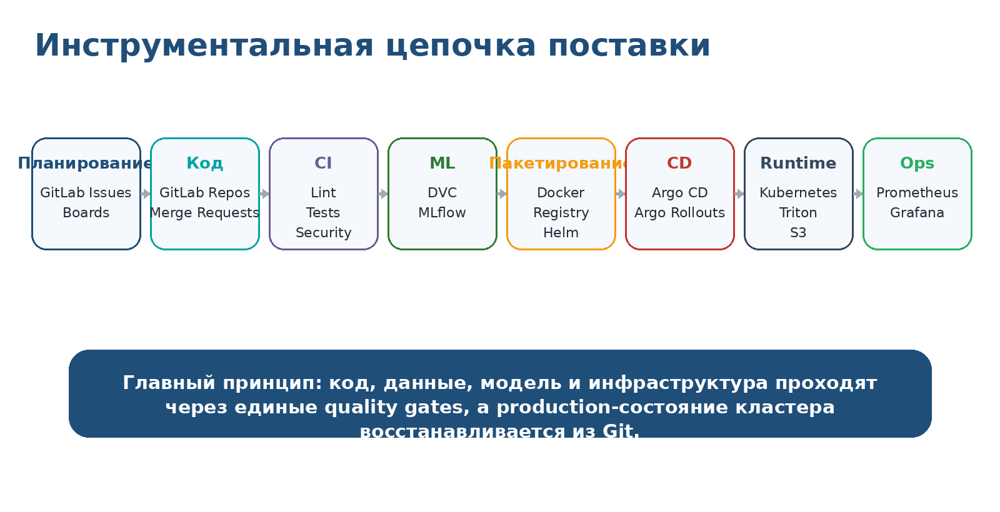 Инструментальная цепочка поставки
Планирование
GitLab Issues
Boards
Код
GitLab Repos
Merge Requests
CI
Lint
Tests
Security
ML
DVC
MLflow
Пакетирование
Docker
Registry
Helm
CD
Argo CD
Argo Rollouts
Runtime
Kubernetes
Triton
S3
Ops
Prometheus
Grafana
Главный принцип: код, данные, модель и инфраструктура проходят
через единые quality gates, а production-состояние кластера
восстанавливается из Git.